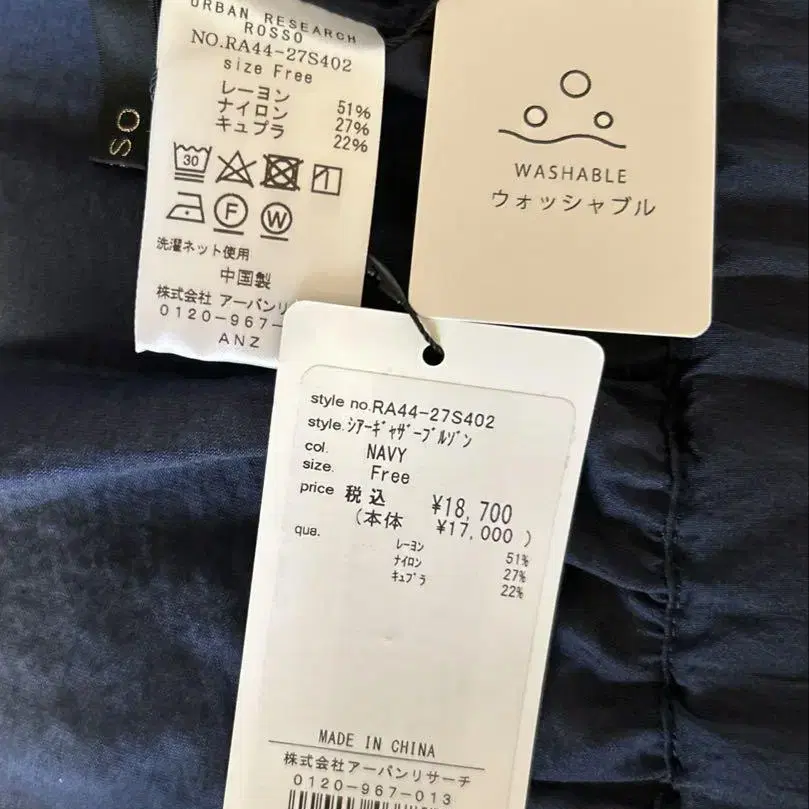 URBAN RESEARCH
ROSSO
NO.RA44-27S402
size Free
レーヨン 51%
ナイロン 27%
キュプラ 22%
30
F W
洗濯ネット使用
中国製
株式会社 アーバンリ
0120-967-
ANZ
SO
WASHABLE
ウォッシャブル
style no.RA44-27S402
style.ｼｱｰｷﾞｬｻﾞｰﾌﾞﾙｿﾞﾝ
col. NAVY
size. Free
price 税込 ¥18,700
(本体 ¥17,000 )
qua.
ﾚｰﾖﾝ 51%
ﾅｲﾛﾝ 27%
ｷｭﾌﾟﾗ 22%
MADE IN CHINA
株式会社アーバンリサーチ
0120-967-013